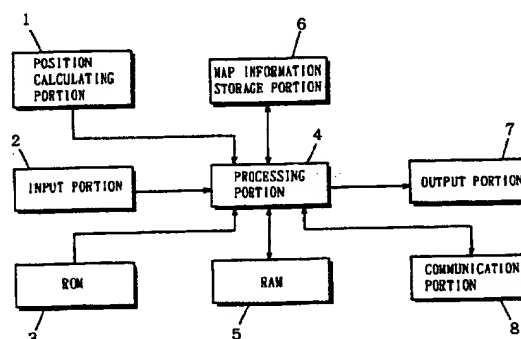 1
POSITION
CALCULATING
PORTION
6
MAP INFORMATION
STORAGE PORTION
2
INPUT PORTION
4
PROCESSING
PORTION
7
OUTPUT PORTION
ROM
3
RAM
5
COMMUNICATION
PORTION
8